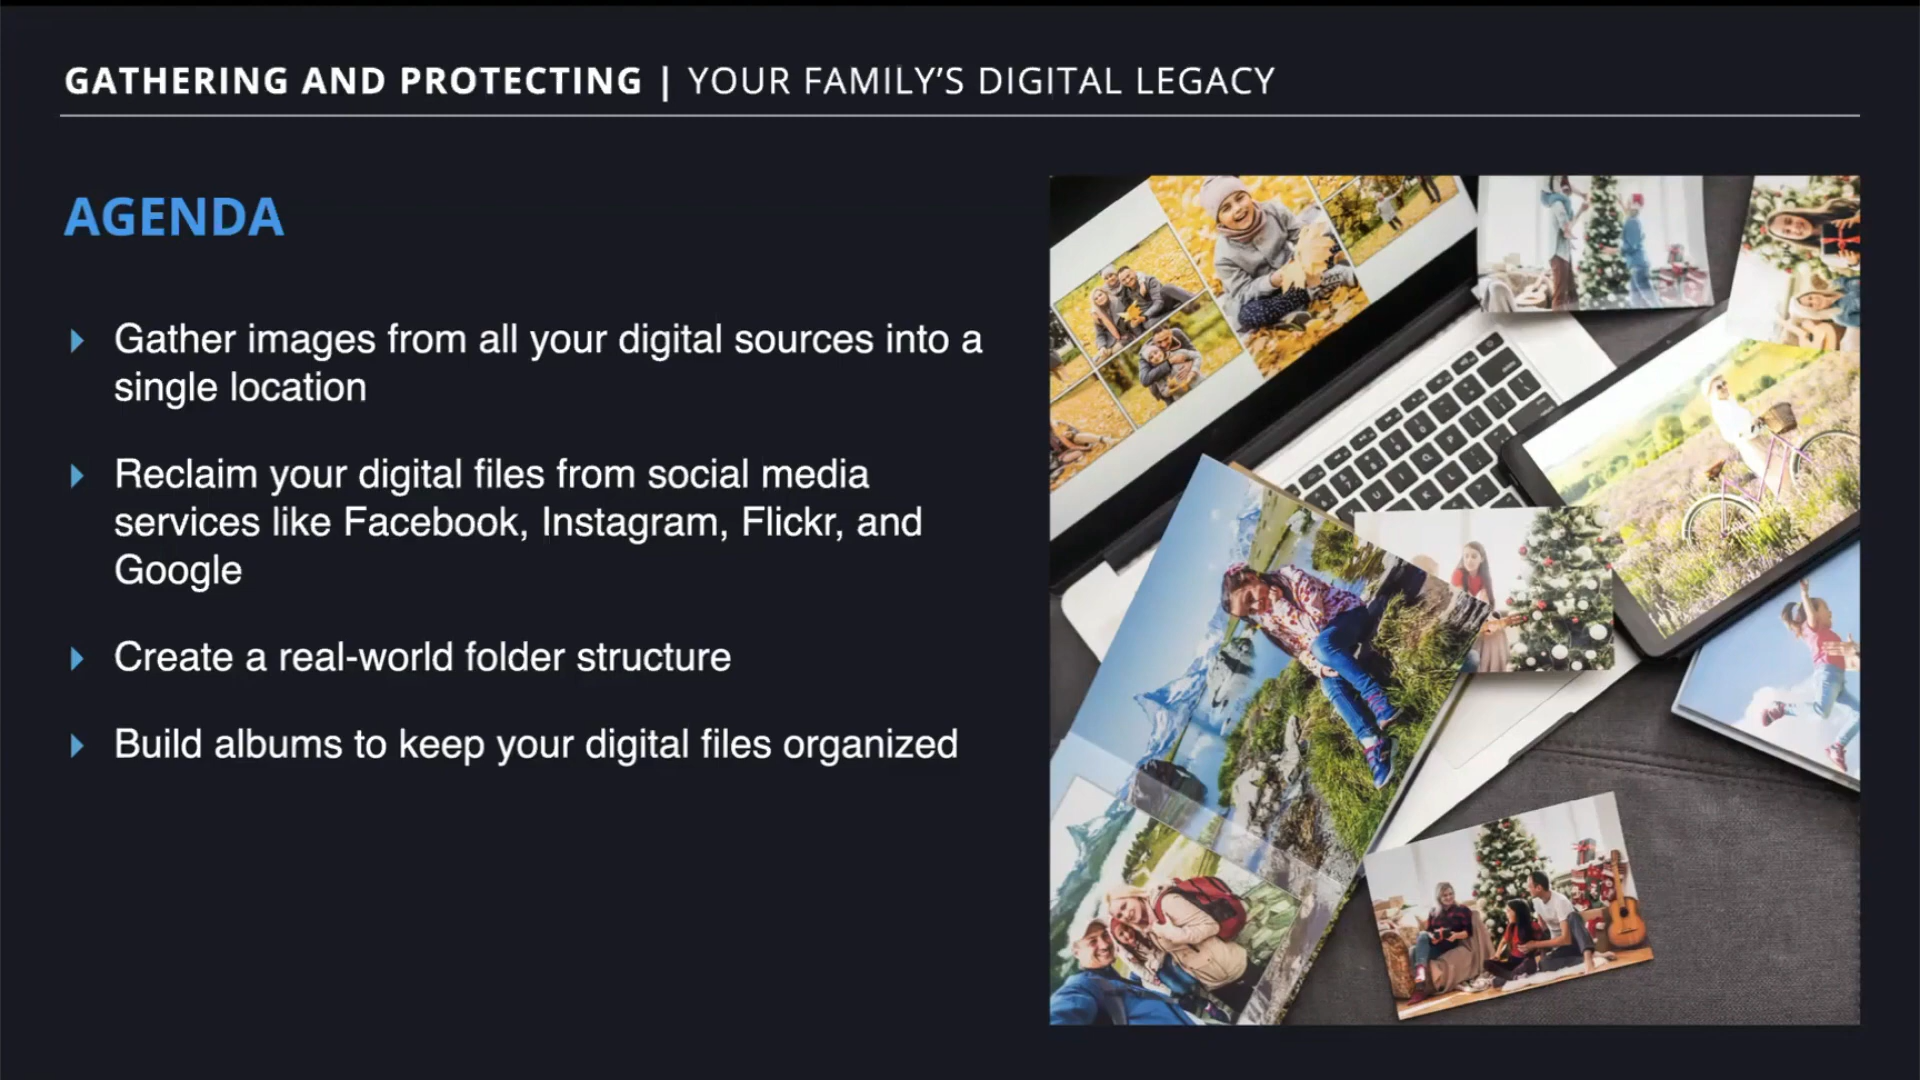 GATHERING AND PROTECTING | YOUR FAMILY’S DIGITAL LEGACY
AGENDA
Gather images from all your digital sources into a
single location
Reclaim your digital files from social media
services like Facebook, Instagram, Flickr, and
Google
Create a real-world folder structure
Build albums to keep your digital files organized